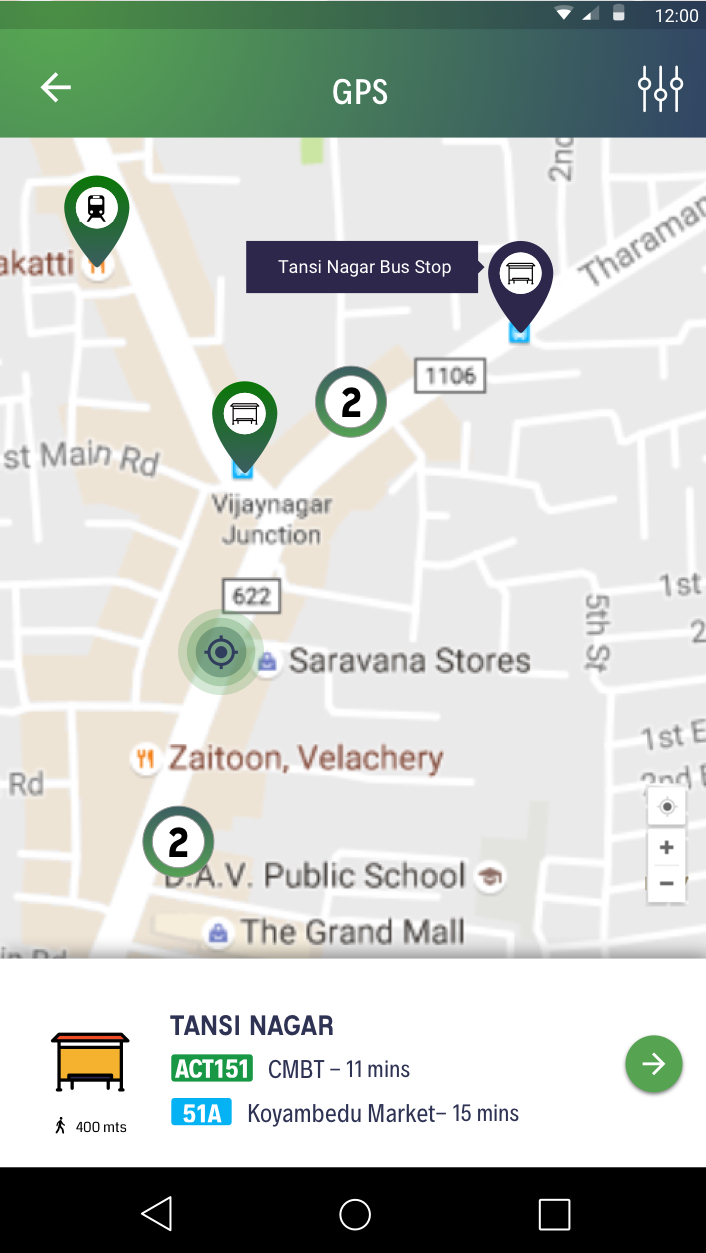 12:00
GPS
2nd
akatti
Tansi Nagar Bus Stop
Tharaman
1106
2
st Main Rd
Vijaynagar
Junction
622
1st
5th St
2
Saravana Stores
1st E
Zaitoon, Velachery
2nd E
Rd
2
D.A.V. Public School
The Grand Mall
in Rd
TANSI NAGAR
ACT151 CMBT – 11 mins
51A Koyambedu Market– 15 mins
400 mts